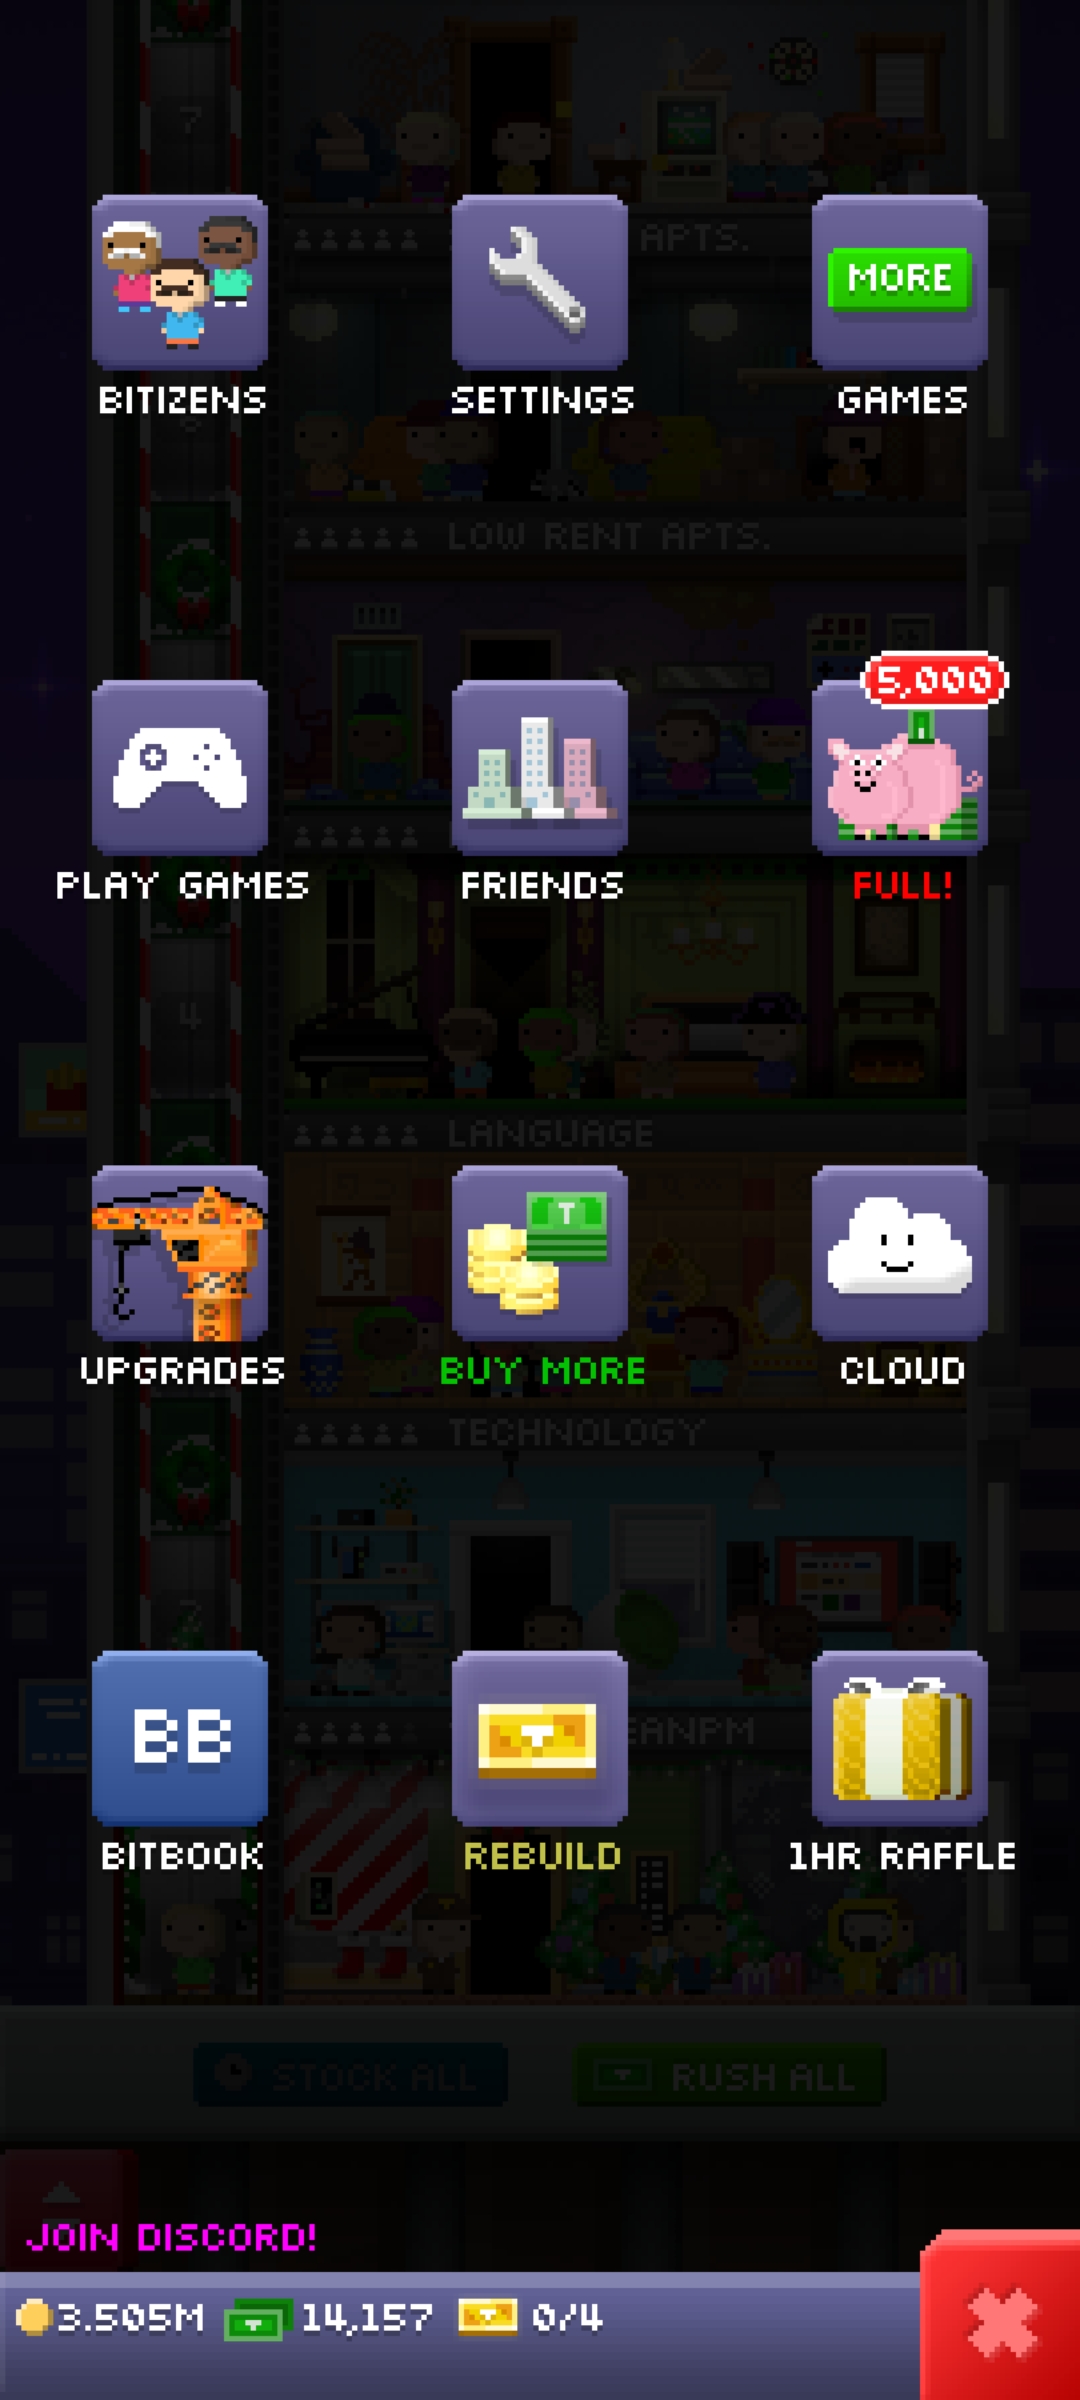 7
APTS.
MORE
BITIZENS
SETTINGS
GAMES
LOW RENT APTS.
5,000
PLAY GAMES
FRIENDS
FULL!
4
LANGUAGE
T
UPGRADES
BUY MORE
CLOUD
TECHNOLOGY
BB
EANPM
BITBOOK
REBUILD
1HR RAFFLE
STOCK ALL
RUSH ALL
JOIN DISCORD!
3.505M
14,157
0/4